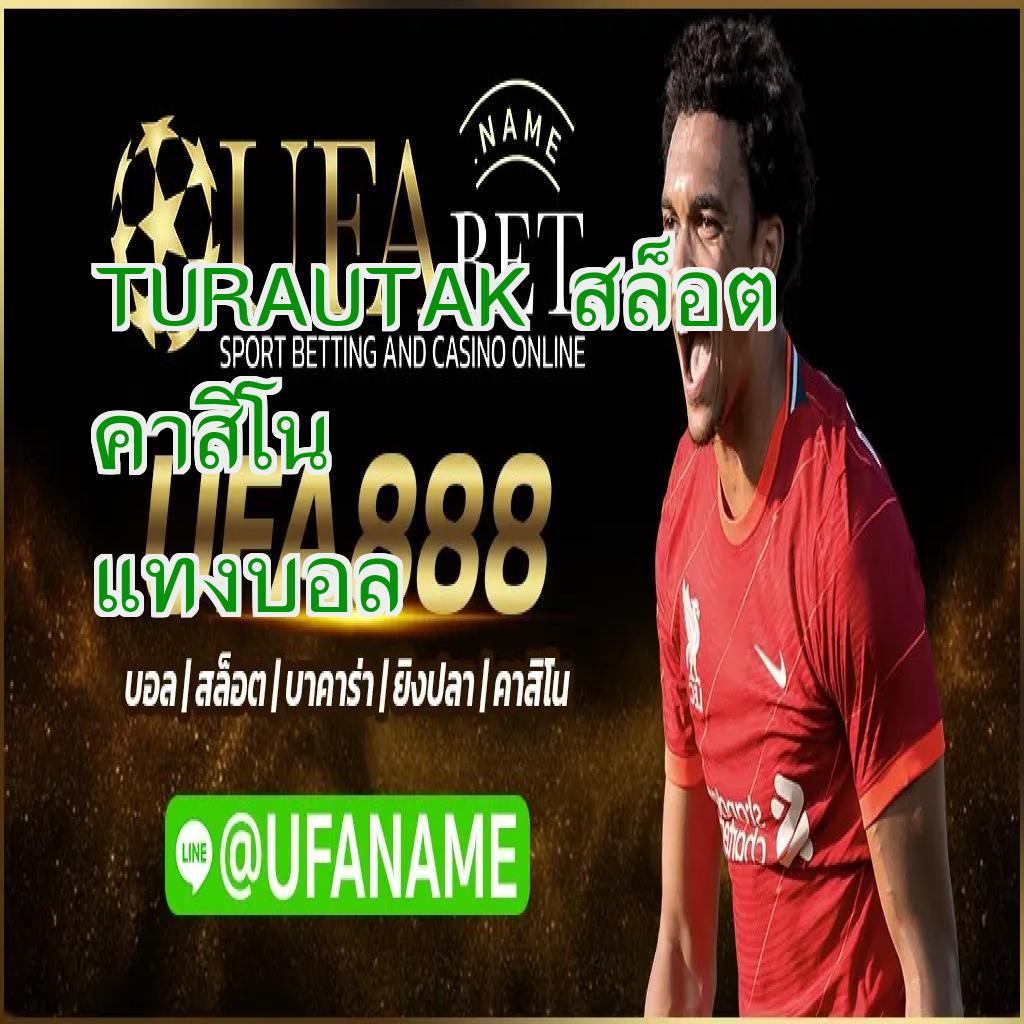 .NAME
UFA BET
TURAUTAK สล็อต
SPORT BETTING AND CASINO ONLINE
คาสิโน
UFA888
แทงบอล
บอล | สล็อต | บาคาร่า | ยิงปลา | คาสิโน
LINE @UFANAME